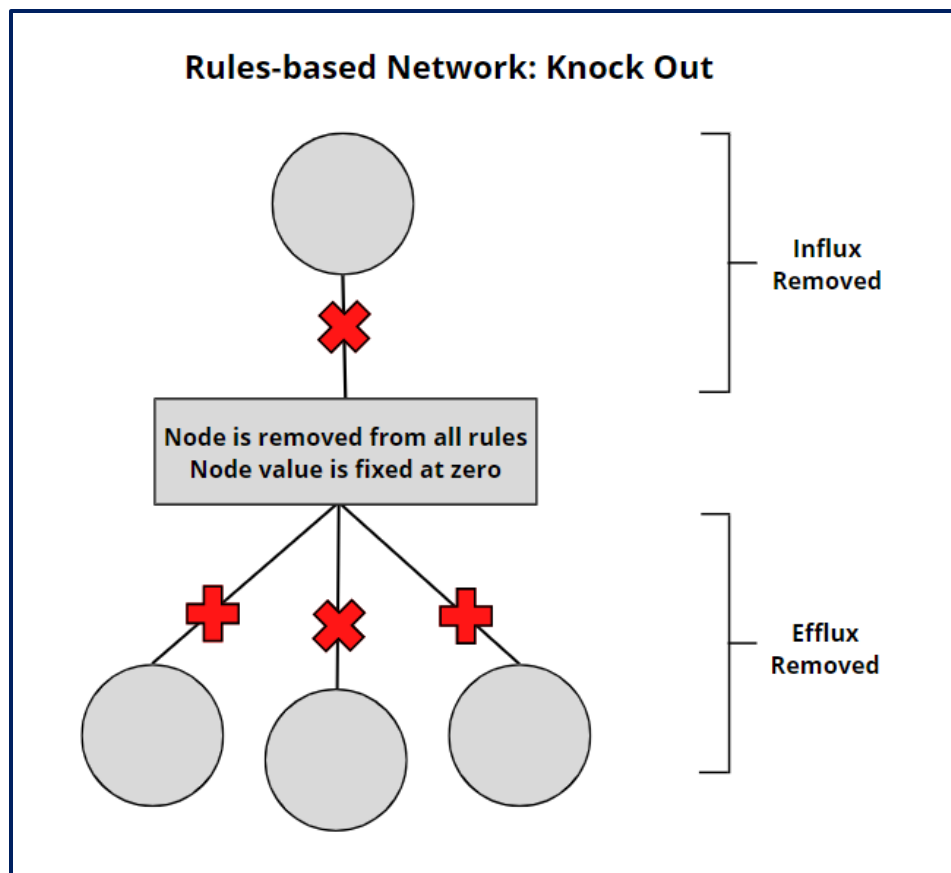 Rules-based Network: Knock Out
Influx
Removed
Node is removed from all rules
Node value is fixed at zero
Efflux
Removed